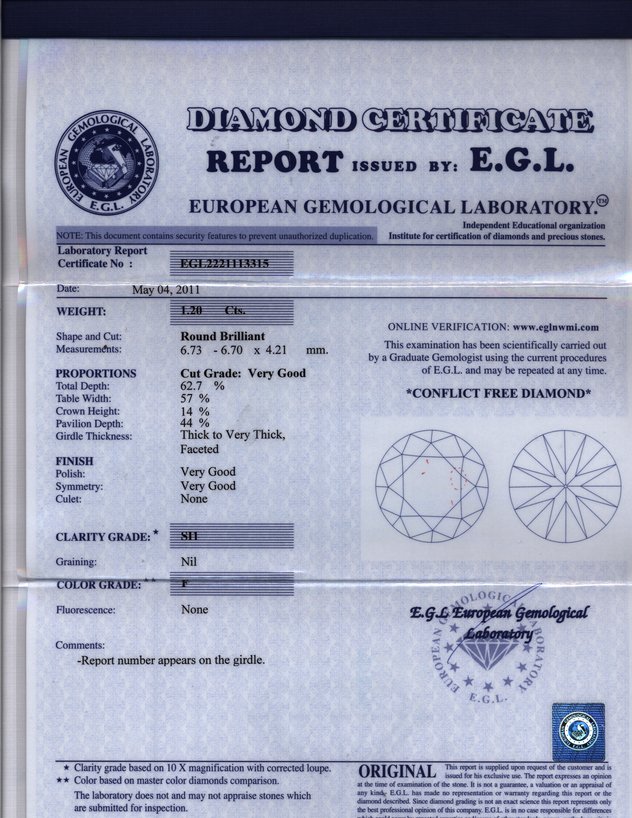 EUROPEAN GEMOLOGICAL LABORATORY
E.G.L.
DIAMOND CERTIFICATE
REPORT ISSUED BY: E.G.L.
EUROPEAN GEMOLOGICAL LABORATORY.™
Independent Educational organization
Institute for certification of diamonds and precious stones.
NOTE: This document contains security features to prevent unauthorized duplication.
Laboratory Report
Certificate No : EGL2221113315
Date: May 04, 2011
WEIGHT: 1.20 Cts.
Shape and Cut: Round Brilliant
Measurements: 6.73 - 6.70 x 4.21 mm.
PROPORTIONS Cut Grade: Very Good
Total Depth: 62.7 %
Table Width: 57 %
Crown Height: 14 %
Pavilion Depth: 44 %
Girdle Thickness: Thick to Very Thick,
Faceted
FINISH
Polish: Very Good
Symmetry: Very Good
Culet: None
CLARITY GRADE: * SI1
Graining: Nil
COLOR GRADE: ** F
Fluorescence: None
Comments:
-Report number appears on the girdle.
ONLINE VERIFICATION: www.eglnwmi.com
This examination has been scientifically carried out
by a Graduate Gemologist using the current procedures
of E.G.L. and may be repeated at any time.
*CONFLICT FREE DIAMOND*
E.G.L European Gemological
Laboratory
EUROPEAN GEMOLOGICAL LABORATORY
E.G.L.
★ Clarity grade based on 10 X magnification with corrected loupe.
★★ Color based on master color diamonds comparison.
The laboratory does not and may not appraise stones which
are submitted for inspection.
ORIGINAL This report is supplied upon request of the customer and is
issued for his exclusive use. The report expresses an opinion
at the time of examination of the stone. It is not a guarantee, a valuation or an appraisal of
any kind. E.G.L. has made no representation or warranty regarding this report or the
diamond described. Since diamond grading is not an exact science this report represents only
the best professional opinion of this company. E.G.L. is in no case responsible for differences